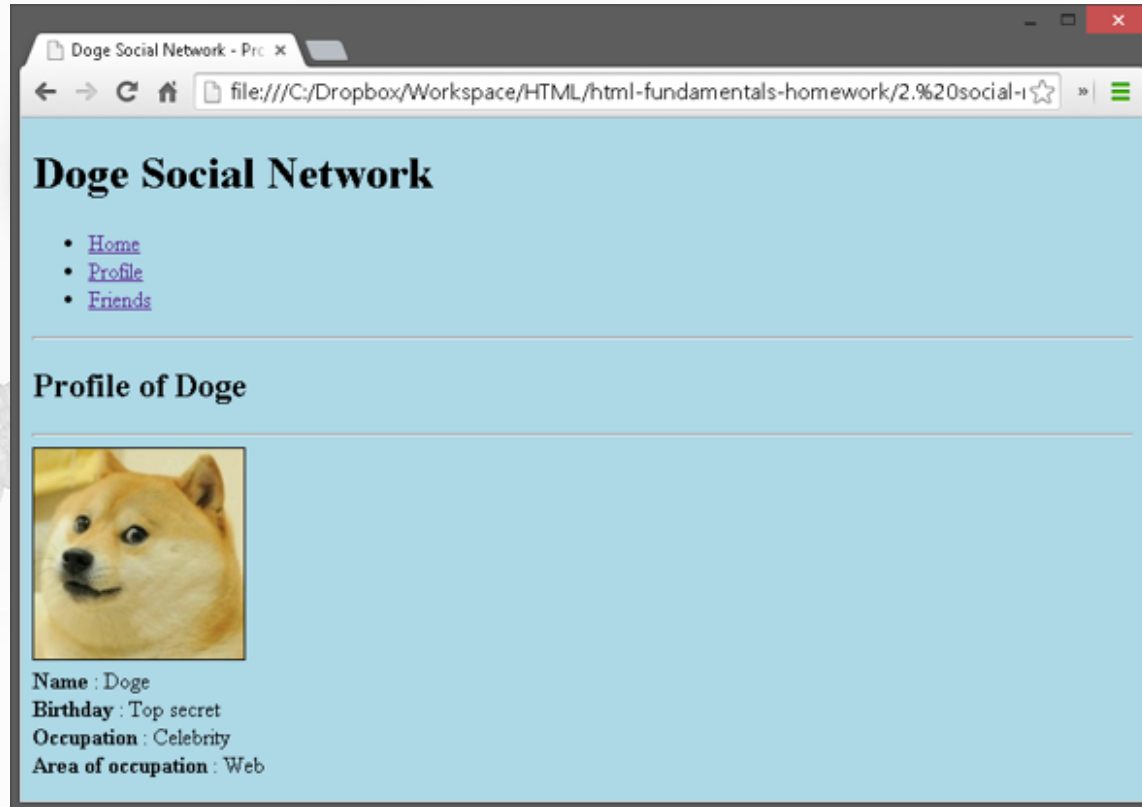 Doge Social Network - Pro
file:///C:/Dropbox/Workspace/HTML/html-fundamentals-homework/2.%20social-
Doge Social Network
Home
Profile
Friends
Profile of Doge
Name : Doge
Birthday : Top secret
Occupation : Celebrity
Area of occupation : Web